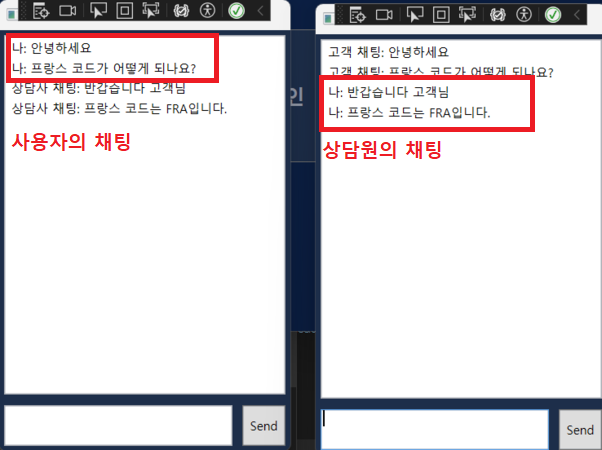 나: 안녕하세요
나: 프랑스 코드가 어떻게 되나요?
상담사 채팅: 반갑습니다 고객님
상담사 채팅: 프랑스 코드는 FRA입니다.
사용자의 채팅
Send
인
고객 채팅: 안녕하세요
고객 채팅: 프랑스 코드가 어떻게 되나요?
나: 반갑습니다 고객님
나: 프랑스 코드는 FRA입니다.
상담원의 채팅
Send